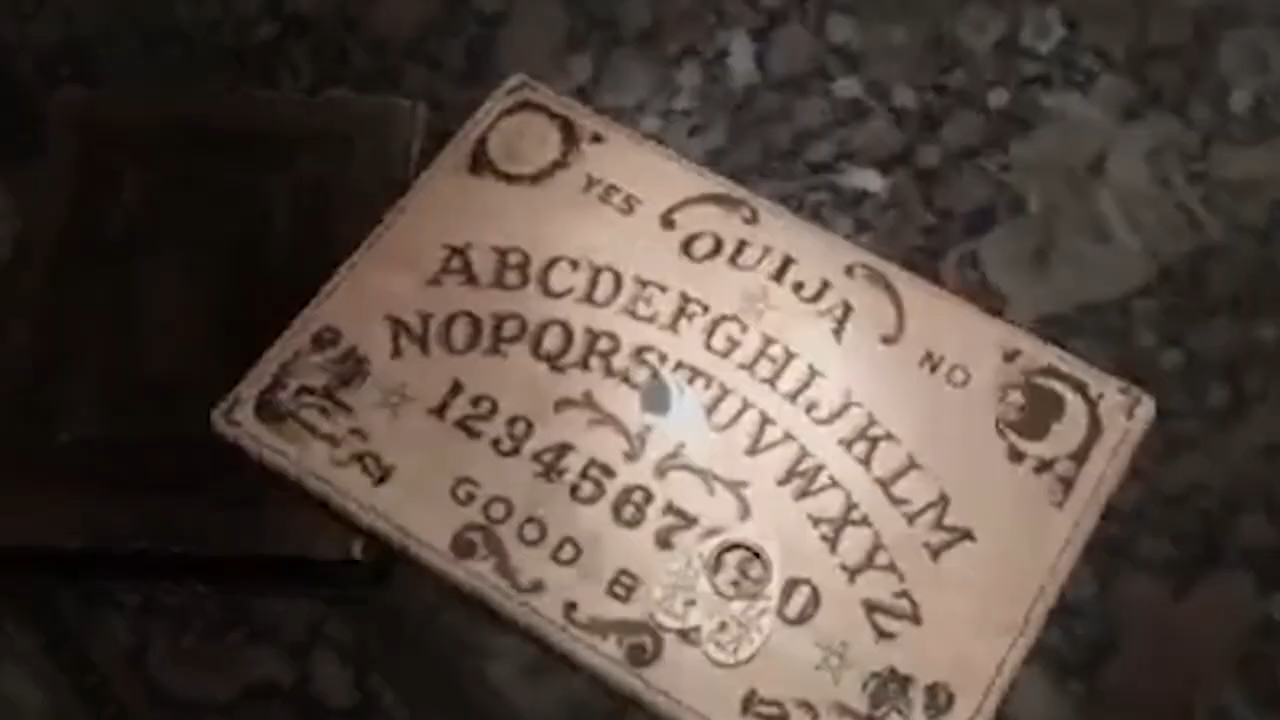 YES OUIJA NO
ABCDEFGHIJKLM
NOPQRSTUVWXYZ
1234567 0
GOOD B